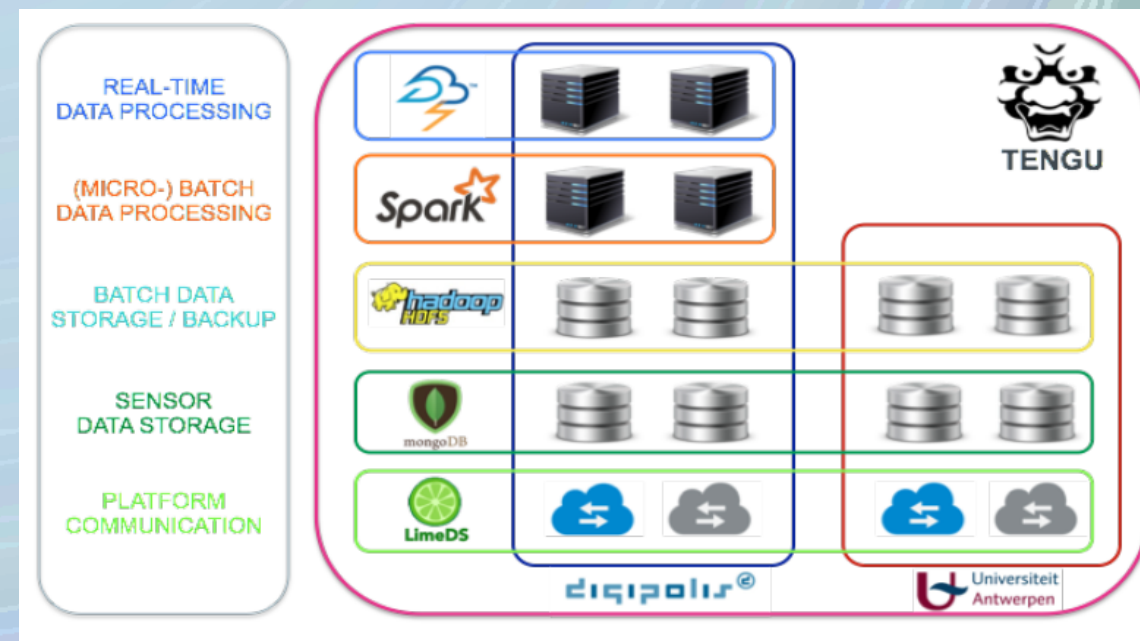 REAL-TIME
DATA PROCESSING
(MICRO-) BATCH
DATA PROCESSING
BATCH DATA
STORAGE / BACKUP
SENSOR
DATA STORAGE
PLATFORM
COMMUNICATION
TENGU
Spark
hadoop
HDFS
mongoDB
LimeDS
digipolis
Universiteit
Antwerpen